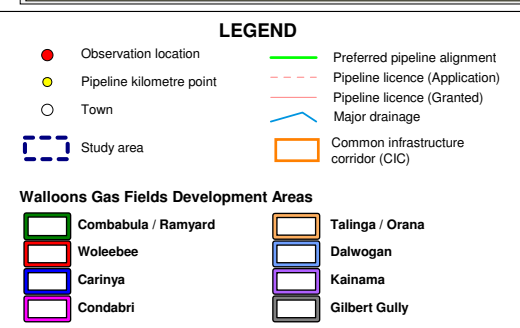 LEGEND
Observation location
Pipeline kilometre point
Town
Study area
Preferred pipeline alignment
Pipeline licence (Application)
Pipeline licence (Granted)
Major drainage
Common infrastructure
corridor (CIC)
Walloons Gas Fields Development Areas
Combabula / Ramyard
Woleebee
Carinya
Condabri
Talinga / Orana
Dalwogan
Kainama
Gilbert Gully